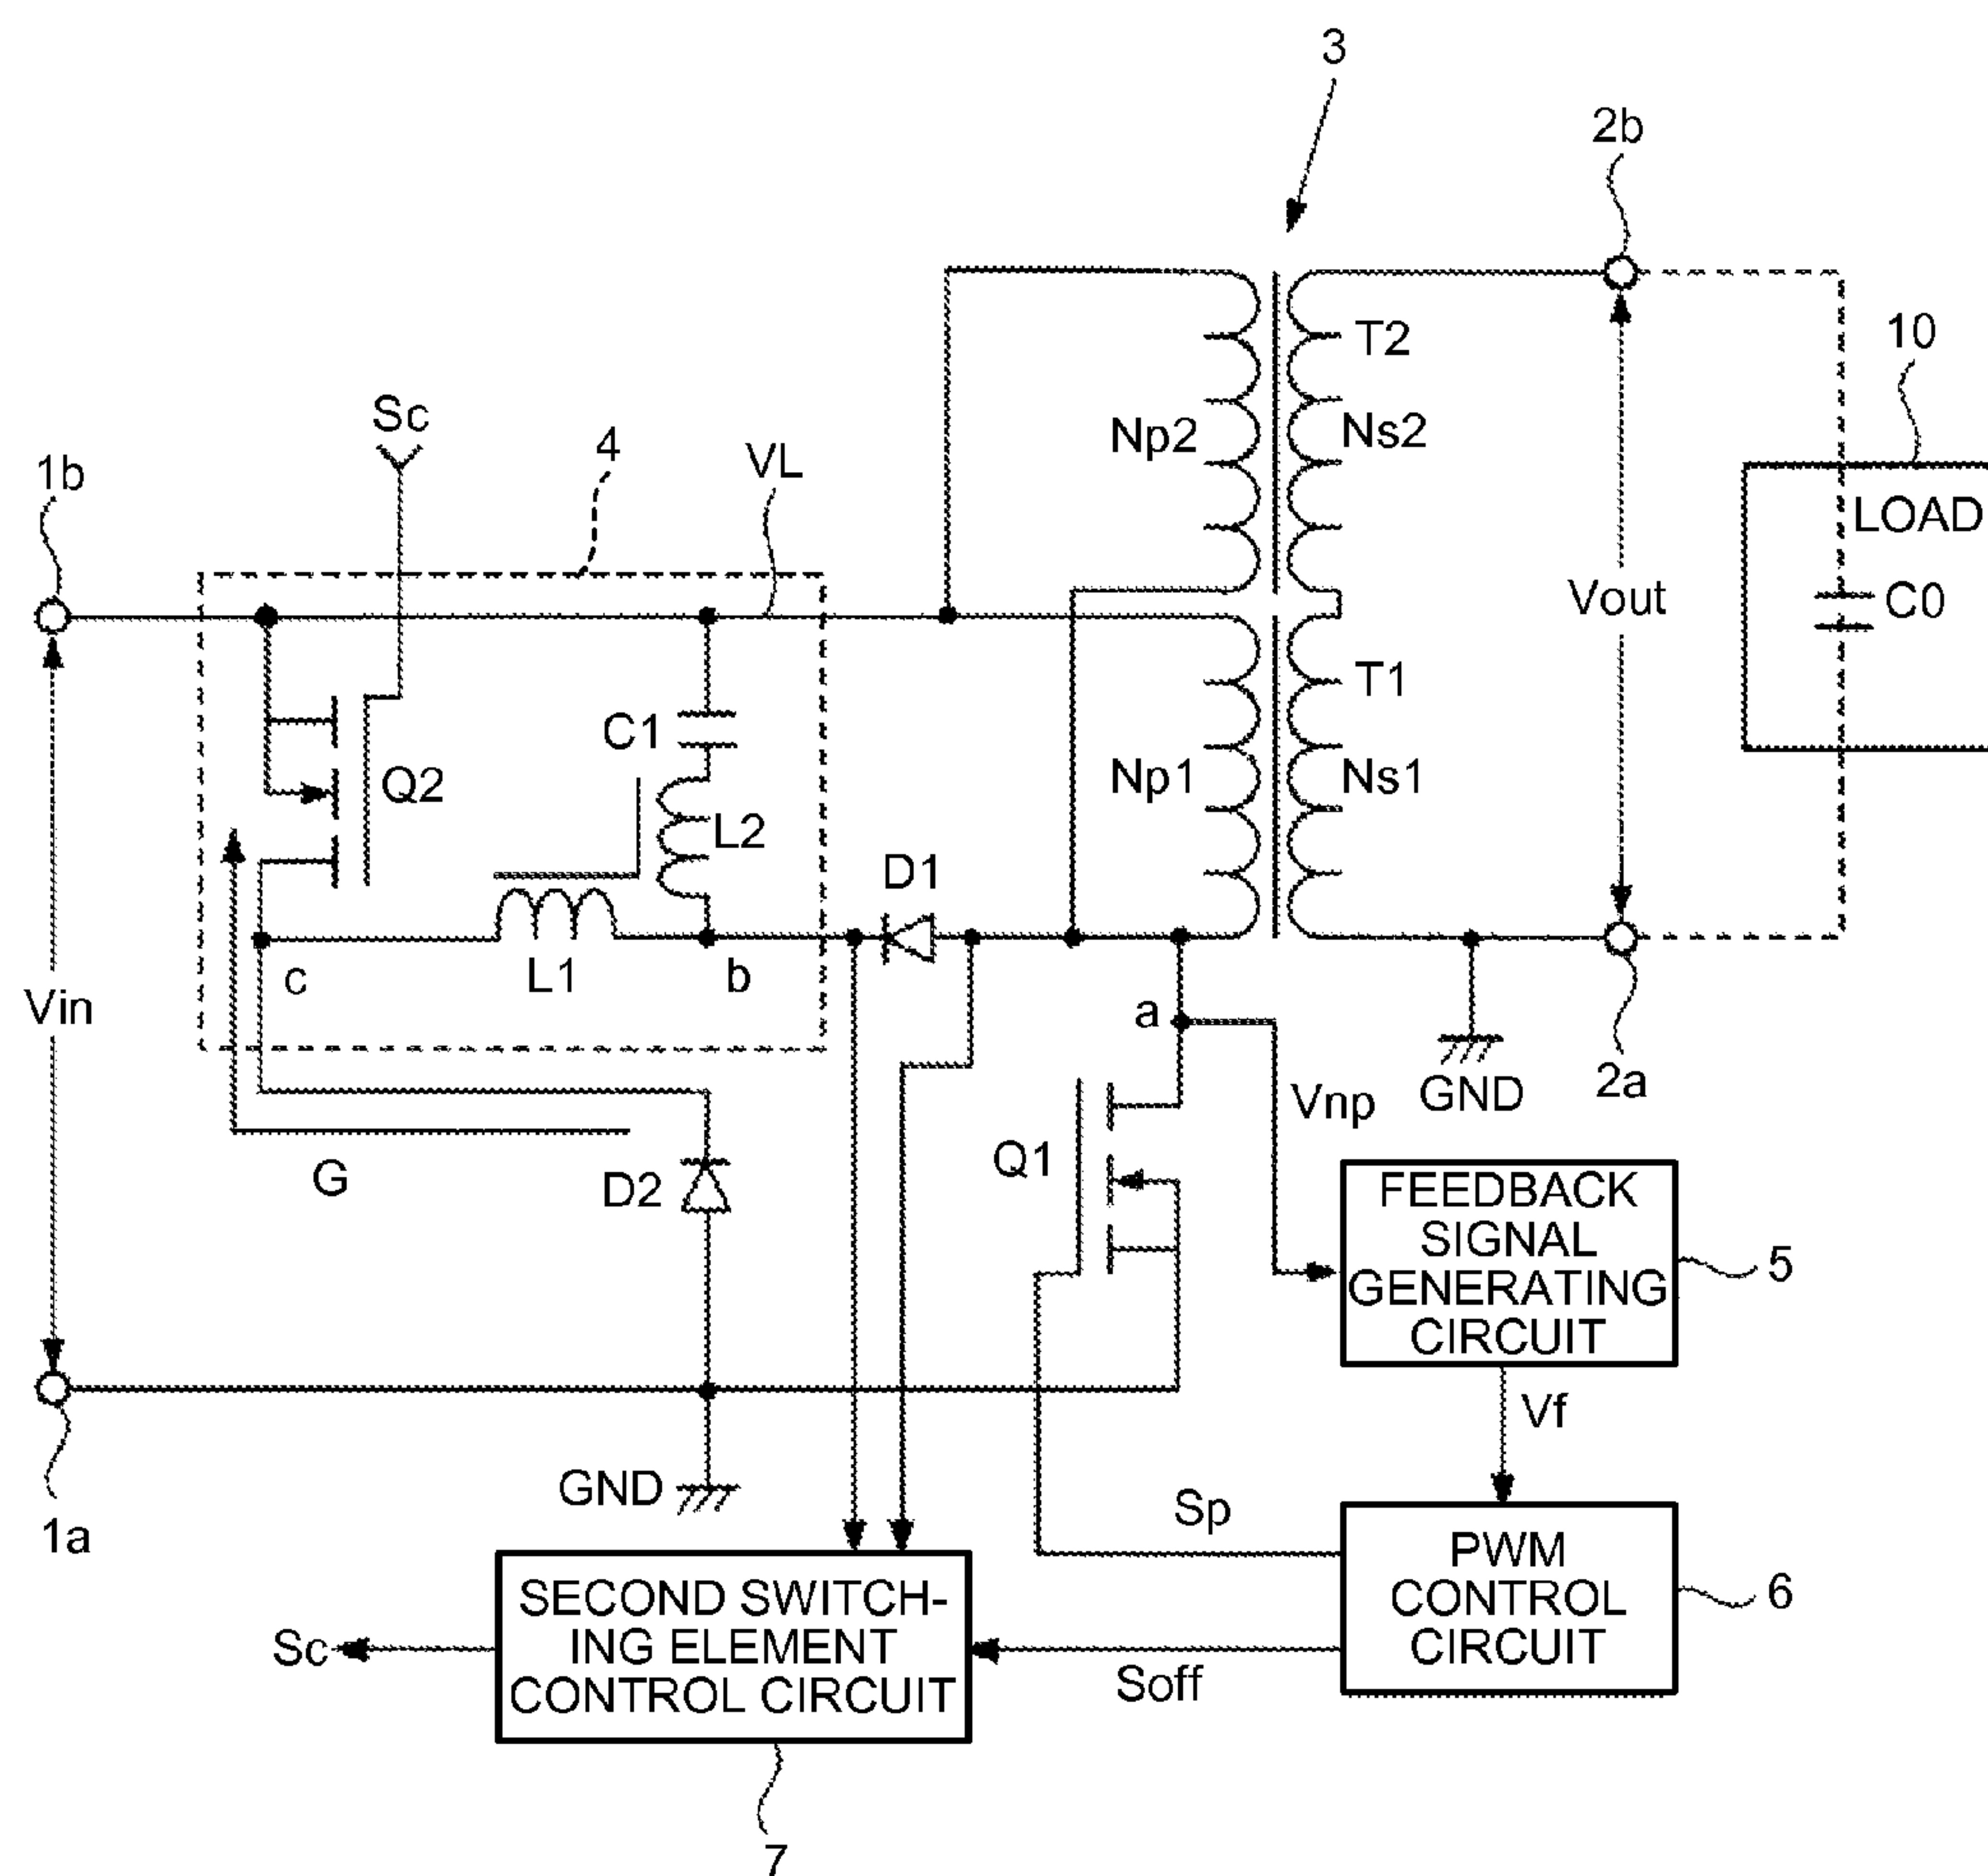 3
2b
10
T2
Sc
4
VL
Np2
Ns2
1b
LOAD
Vout
C0
T1
C1
Q2
Np1
Ns1
L2
D1
c
L1
b
a
Vin
2a
GND
Vnp
Q1
G
D2
FEEDBACK
SIGNAL
GENERATING
CIRCUIT
5
Vf
GND
1a
Sp
PWM
CONTROL
CIRCUIT
6
SECOND SWITCH-
ING ELEMENT
CONTROL CIRCUIT
Sc
Soff
7